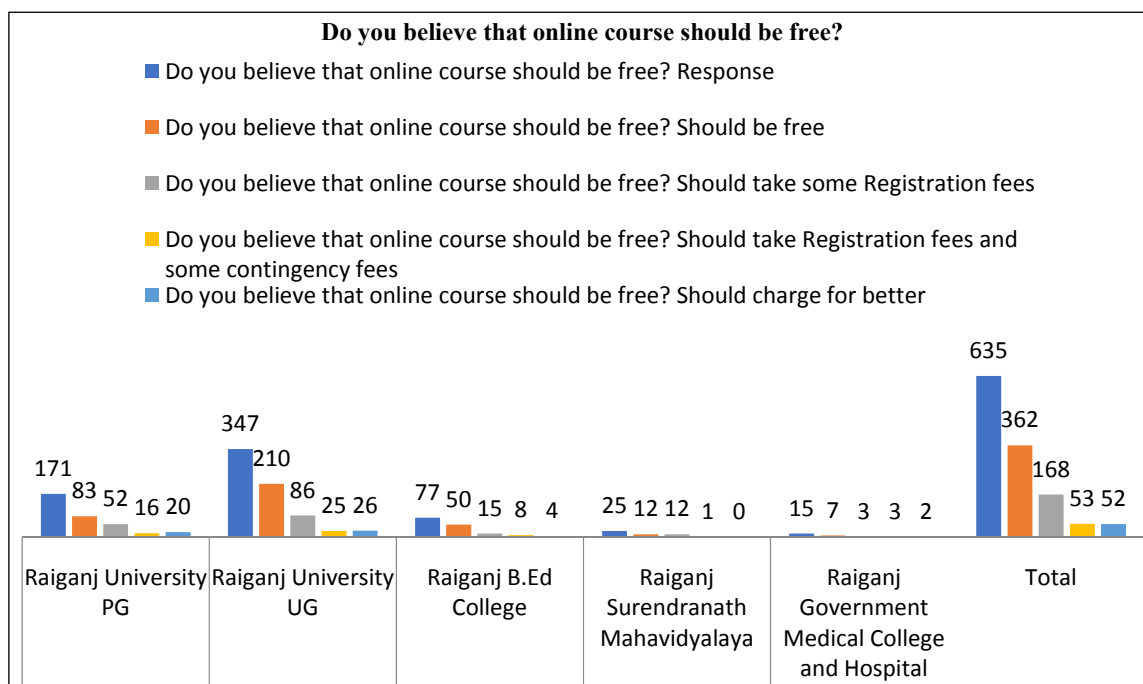 Do you believe that online course should be free?
Do you believe that online course should be free? Response
Do you believe that online course should be free? Should be free
Do you believe that online course should be free? Should take some Registration fees
Do you believe that online course should be free? Should take Registration fees and
some contingency fees
Do you believe that online course should be free? Should charge for better
171 83 52 16 20
347 210 86 25 26
77 50 15 8 4
25 12 12 1 0
15 7 3 3 2
635 362 168 53 52
Raiganj University
PG
Raiganj University
UG
Raiganj B.Ed
College
Raiganj
Surendranath
Mahavidyalaya
Raiganj
Government
Medical College
and Hospital
Total